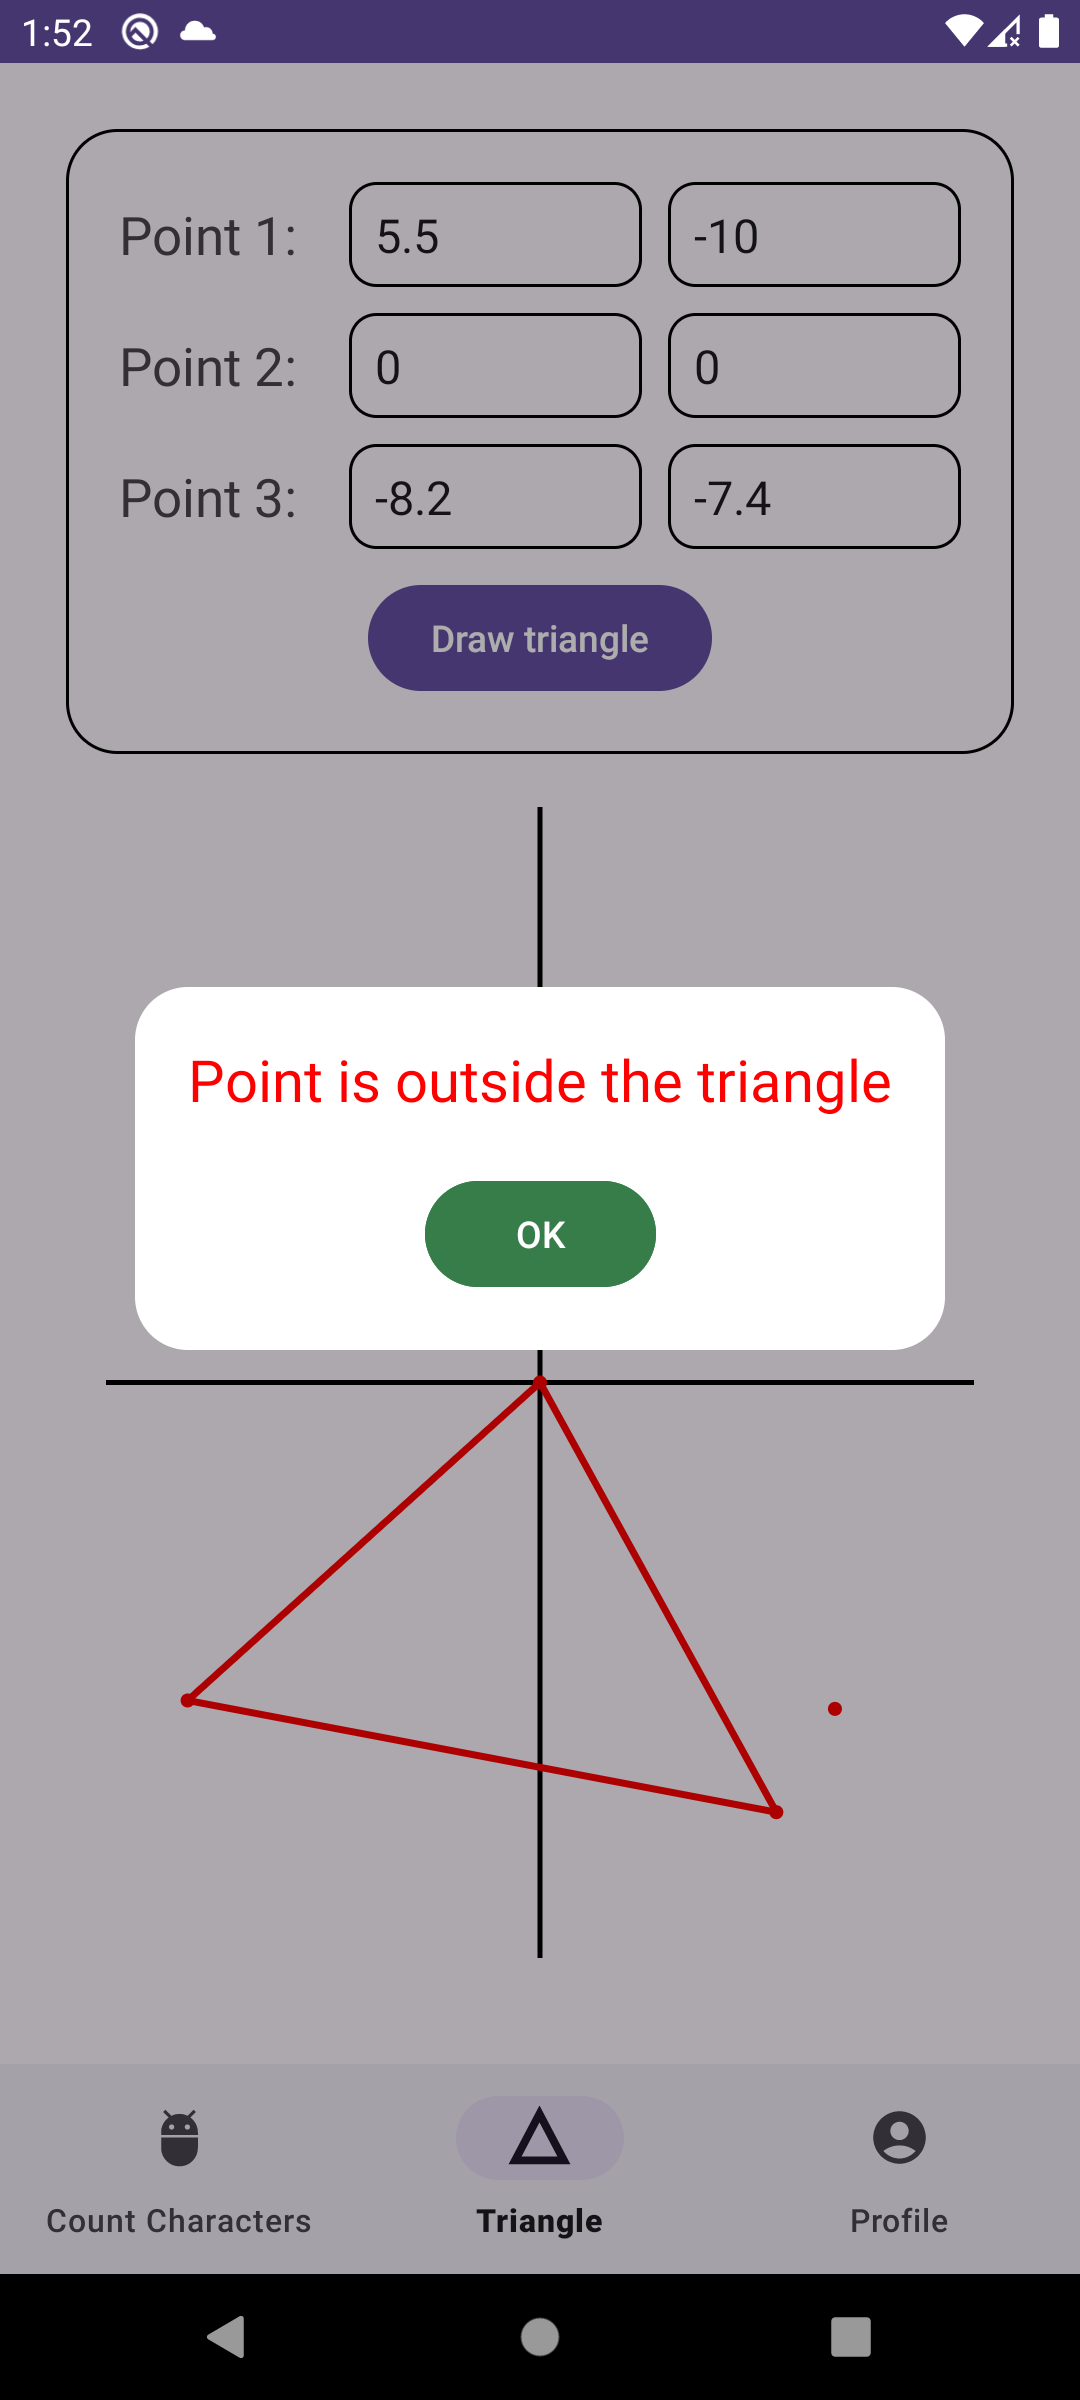 1:52
Point 1: 5.5 -10
Point 2: 0 0
Point 3: -8.2 -7.4
Draw triangle
Point is outside the triangle
OK
Count Characters Triangle Profile